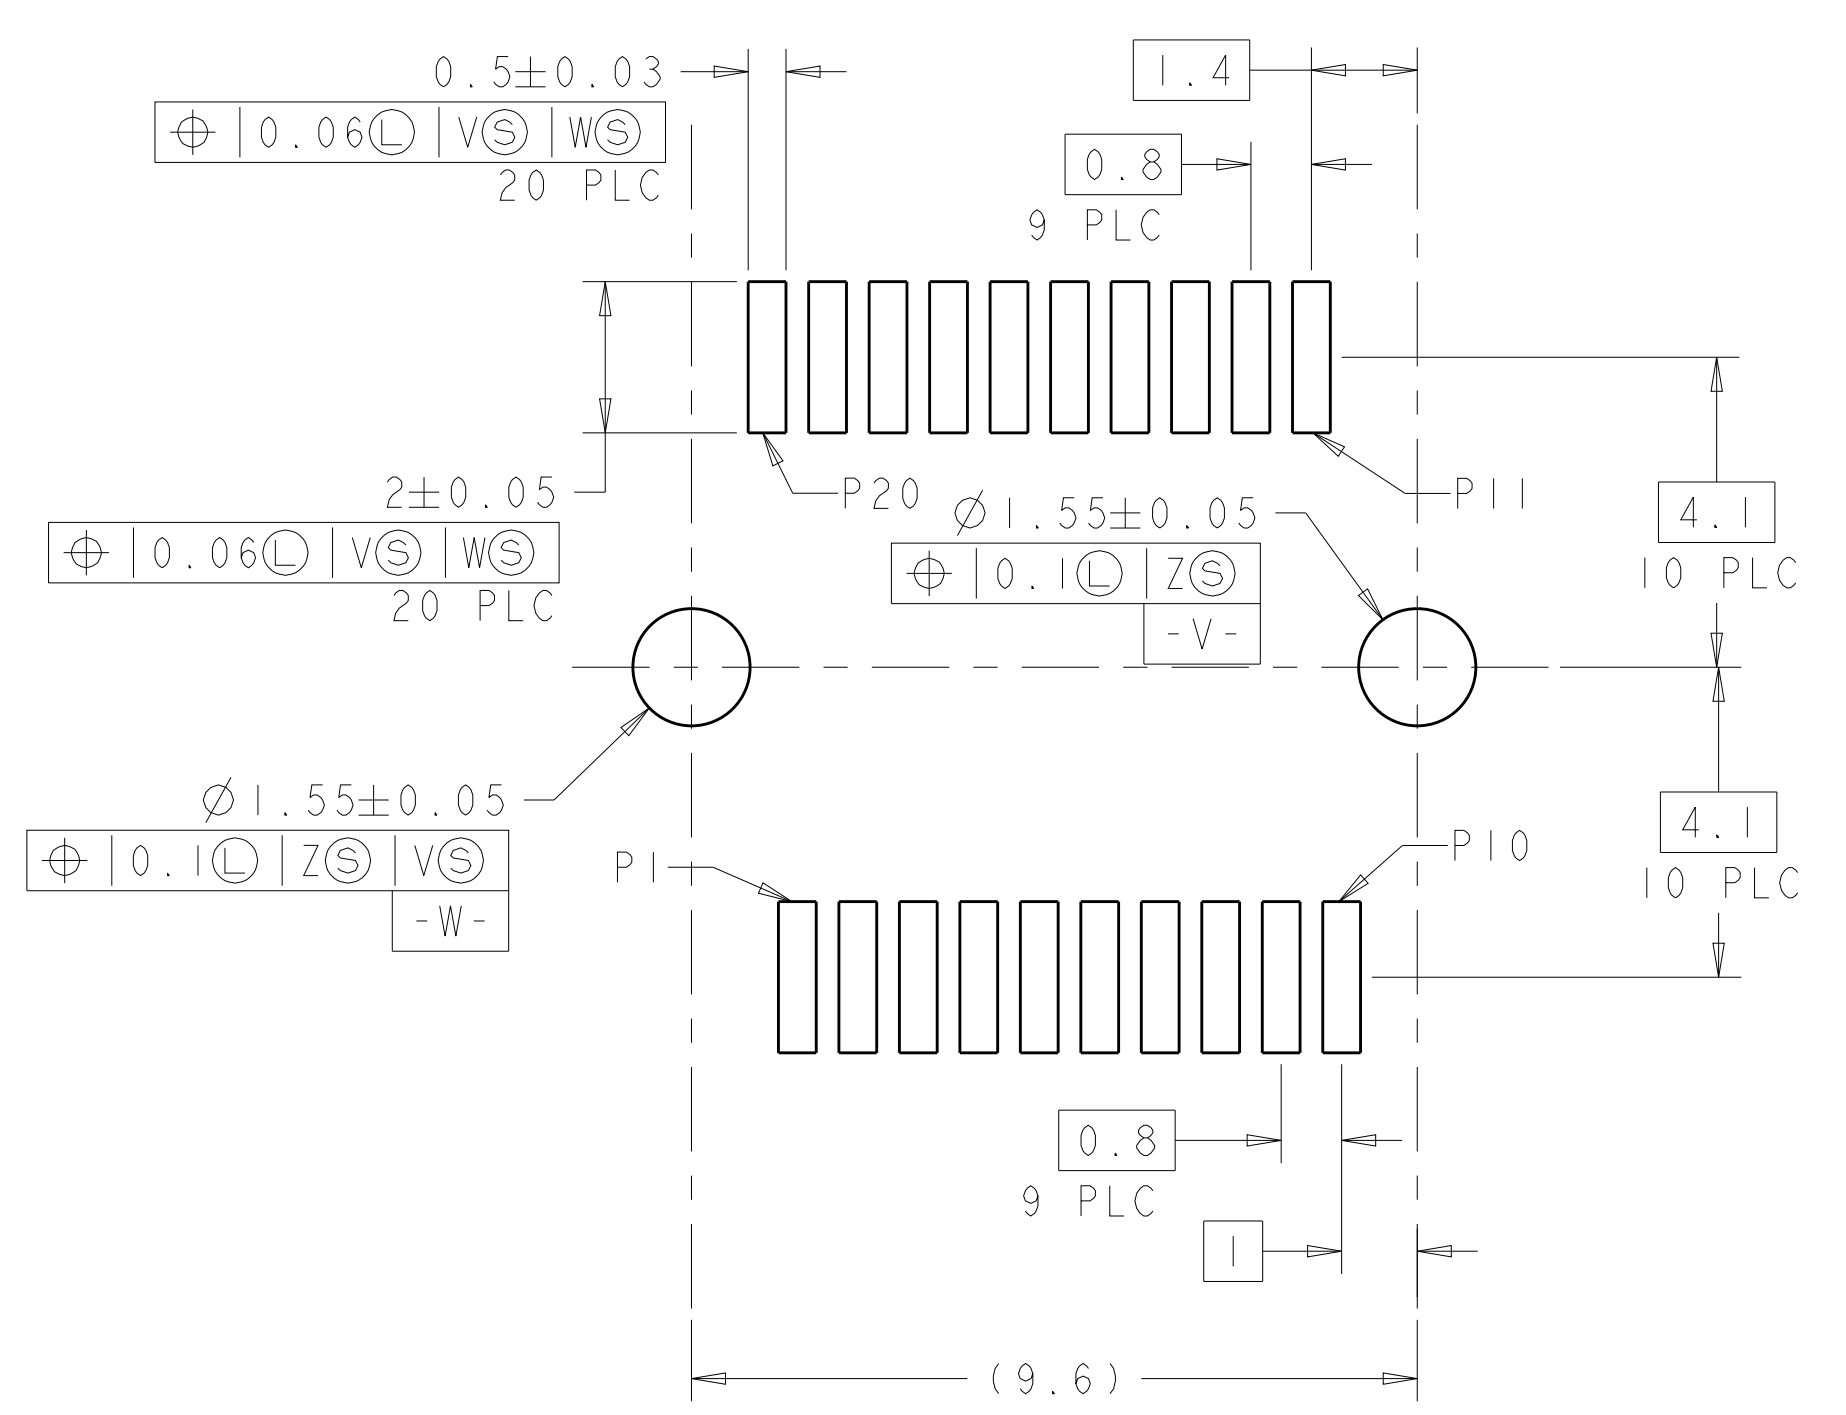 0.5±0.03
⌖ 0.06Ⓛ VⓈ WⓈ
20 PLC
1.4
0.8
9 PLC
2±0.05
⌖ 0.06Ⓛ VⓈ WⓈ
20 PLC
P20
P11
Ø1.55±0.05
⌖ 0.1Ⓛ ZⓈ
-V-
4.1
10 PLC
Ø1.55±0.05
⌖ 0.1Ⓛ ZⓈ VⓈ
-W-
P1
P10
4.1
10 PLC
0.8
9 PLC
1
(9.6)